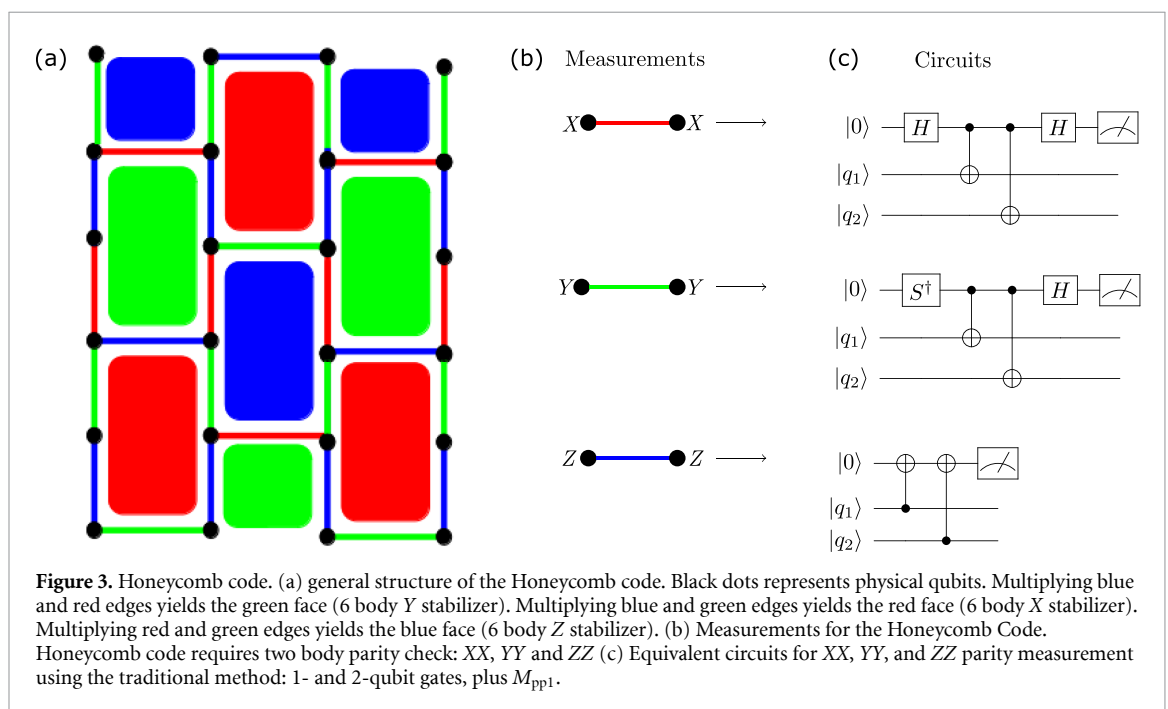 (a)
(b) Measurements
(c) Circuits
X X
|0⟩ H H
|q₁⟩
|q₂⟩
Y Y
|0⟩ S† H
|q₁⟩
|q₂⟩
Z Z
|0⟩
|q₁⟩
|q₂⟩
Figure 3. Honeycomb code. (a) general structure of the Honeycomb code. Black dots represents physical qubits. Multiplying blue
and red edges yields the green face (6 body Y stabilizer). Multiplying blue and green edges yields the red face (6 body X stabilizer).
Multiplying red and green edges yields the blue face (6 body Z stabilizer). (b) Measurements for the Honeycomb Code.
Honeycomb code requires two body parity check: XX, YY and ZZ (c) Equivalent circuits for XX, YY, and ZZ parity measurement
using the traditional method: 1- and 2-qubit gates, plus Mpp1.